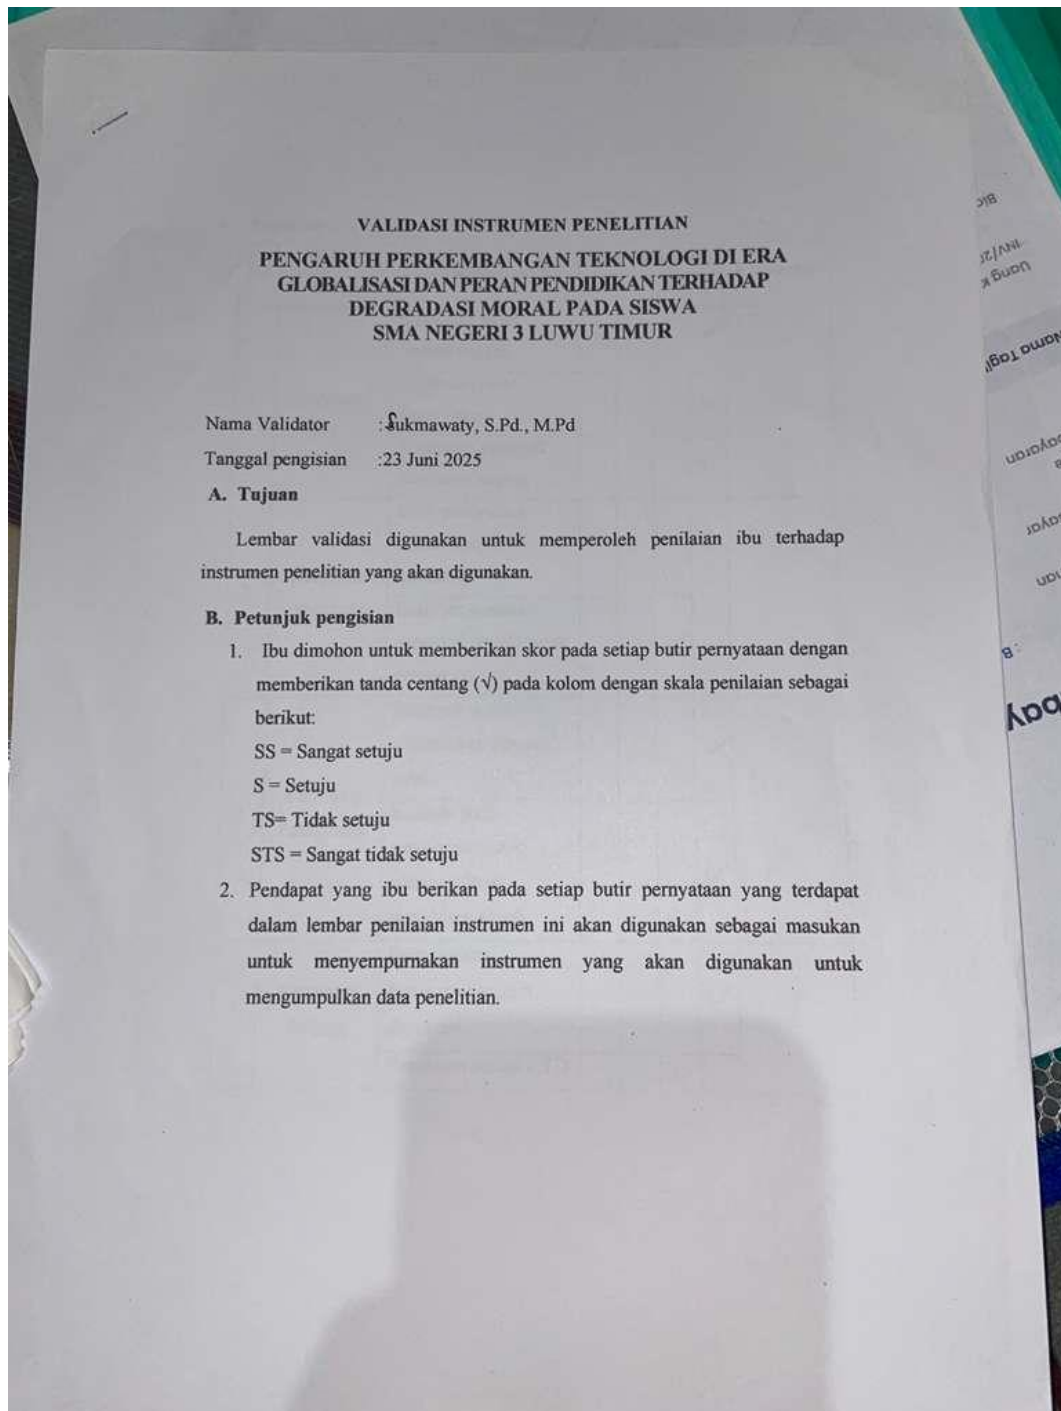 VALIDASI INSTRUMEN PENELITIAN
PENGARUH PERKEMBANGAN TEKNOLOGI DI ERA
GLOBALISASI DAN PERAN PENDIDIKAN TERHADAP
DEGRADASI MORAL PADA SISWA
SMA NEGERI 3 LUWU TIMUR
Nama Validator : Sukmawaty, S.Pd., M.Pd
Tanggal pengisian :23 Juni 2025
A. Tujuan
Lembar validasi digunakan untuk memperoleh penilaian ibu terhadap
instrumen penelitian yang akan digunakan.
B. Petunjuk pengisian
1. Ibu dimohon untuk memberikan skor pada setiap butir pernyataan dengan
memberikan tanda centang (√) pada kolom dengan skala penilaian sebagai
berikut:
SS = Sangat setuju
S = Setuju
TS= Tidak setuju
STS = Sangat tidak setuju
2. Pendapat yang ibu berikan pada setiap butir pernyataan yang terdapat
dalam lembar penilaian instrumen ini akan digunakan sebagai masukan
untuk menyempurnakan instrumen yang akan digunakan untuk
mengumpulkan data penelitian.
INV/2
Uang k
Nama Tagi